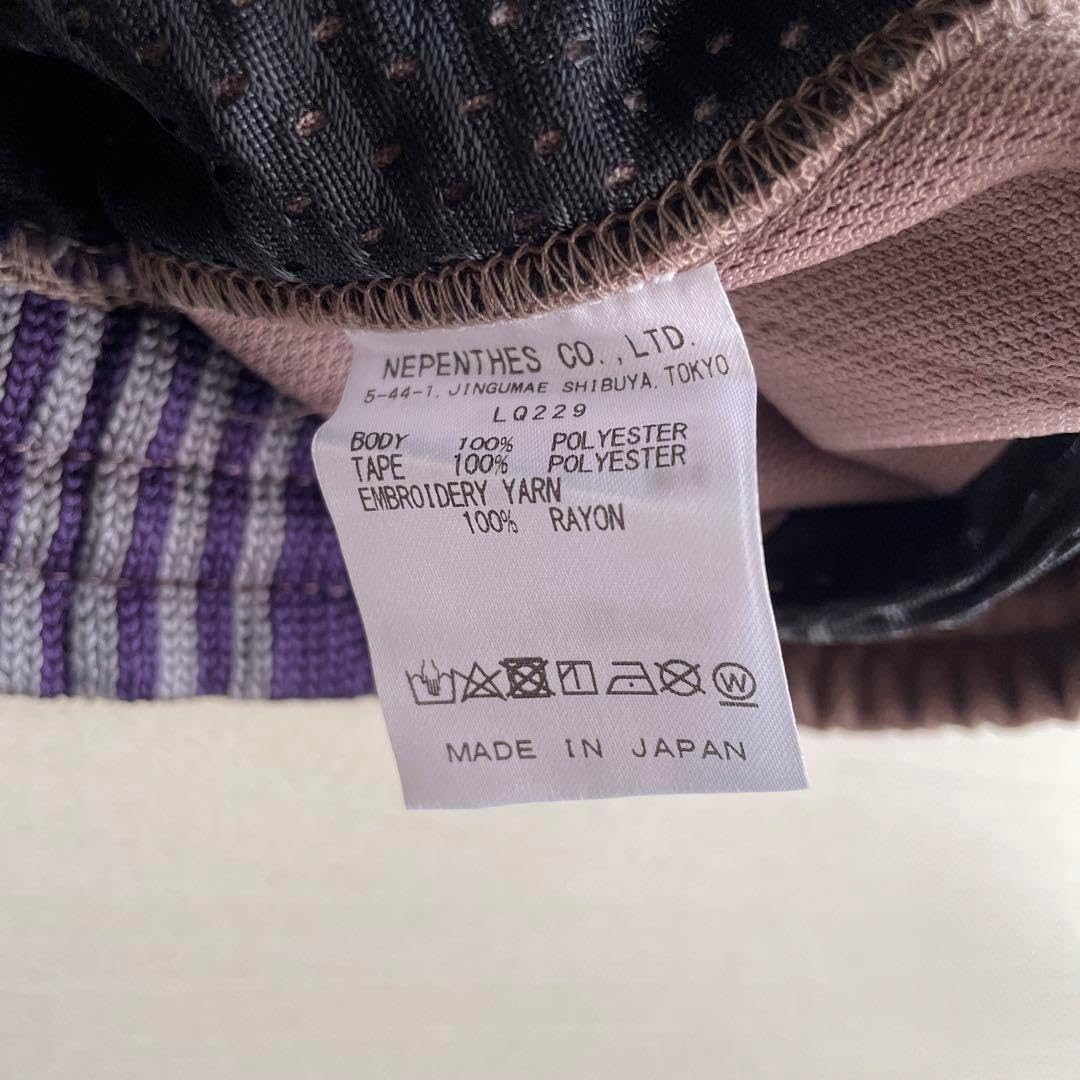 NEPENTHES CO.,LTD.
5-44-1, JINGUMAE SHIBUYA, TOKYO
LQ229
BODY 100% POLYESTER
TAPE 100% POLYESTER
EMBROIDERY YARN
100% RAYON
W
MADE IN JAPAN